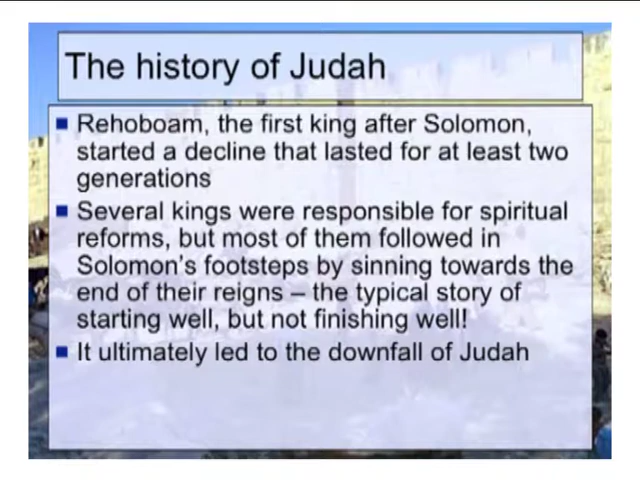 The history of Judah
Rehoboam, the first king after Solomon,
started a decline that lasted for at least two
generations
Several kings were responsible for spiritual
reforms, but most of them followed in
Solomon's footsteps by sinning towards the
end of their reigns – the typical story of
starting well, but not finishing well!
It ultimately led to the downfall of Judah